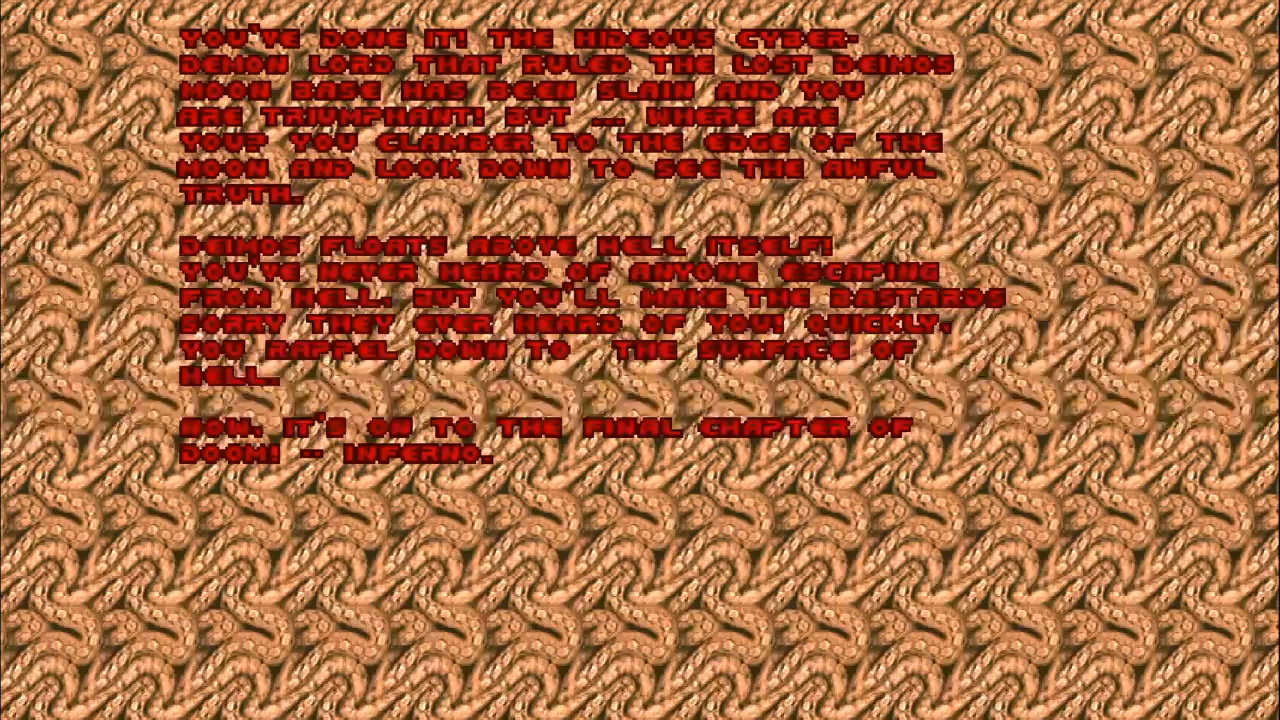 YOU'VE DONE IT! THE HIDEOUS CYBER-
DEMON LORD THAT RULED THE LOST DEIMOS
MOON BASE HAS BEEN SLAIN AND YOU
ARE TRIUMPHANT! BUT ... WHERE ARE
YOU? YOU CLAMBER TO THE EDGE OF THE
MOON AND LOOK DOWN TO SEE THE AWFUL
TRUTH.
DEIMOS FLOATS ABOVE HELL ITSELF!
YOU'VE NEVER HEARD OF ANYONE ESCAPING
FROM HELL, BUT YOU'LL MAKE THE BASTARDS
SORRY THEY EVER HEARD OF YOU! QUICKLY,
YOU RAPPEL DOWN TO  THE SURFACE OF
HELL.
NOW, IT'S ON TO THE FINAL CHAPTER OF
DOOM! -- INFERNO.